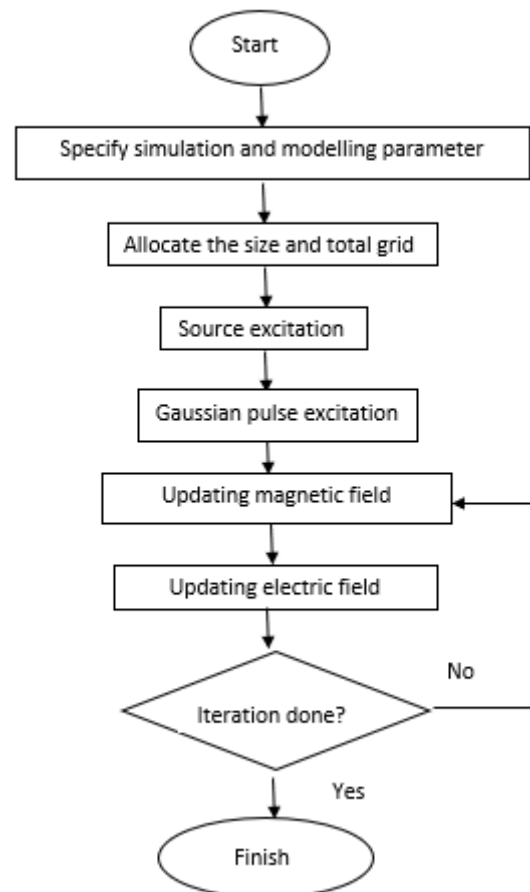 Start
Specify simulation and modelling parameter
Allocate the size and total grid
Source excitation
Gaussian pulse excitation
Updating magnetic field
Updating electric field
No
Iteration done?
Yes
Finish